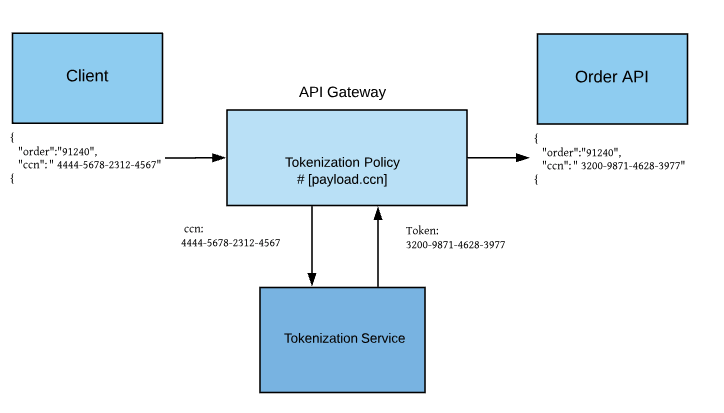 Client
{
"order":"91240",
"ccn": " 4444-5678-2312-4567"
{
API Gateway
Tokenization Policy
# [payload.ccn]
Order API
{
"order":"91240",
"ccn": " 3200-9871-4628-3977"
{
ccn:
4444-5678-2312-4567
Token:
3200-9871-4628-3977
Tokenization Service